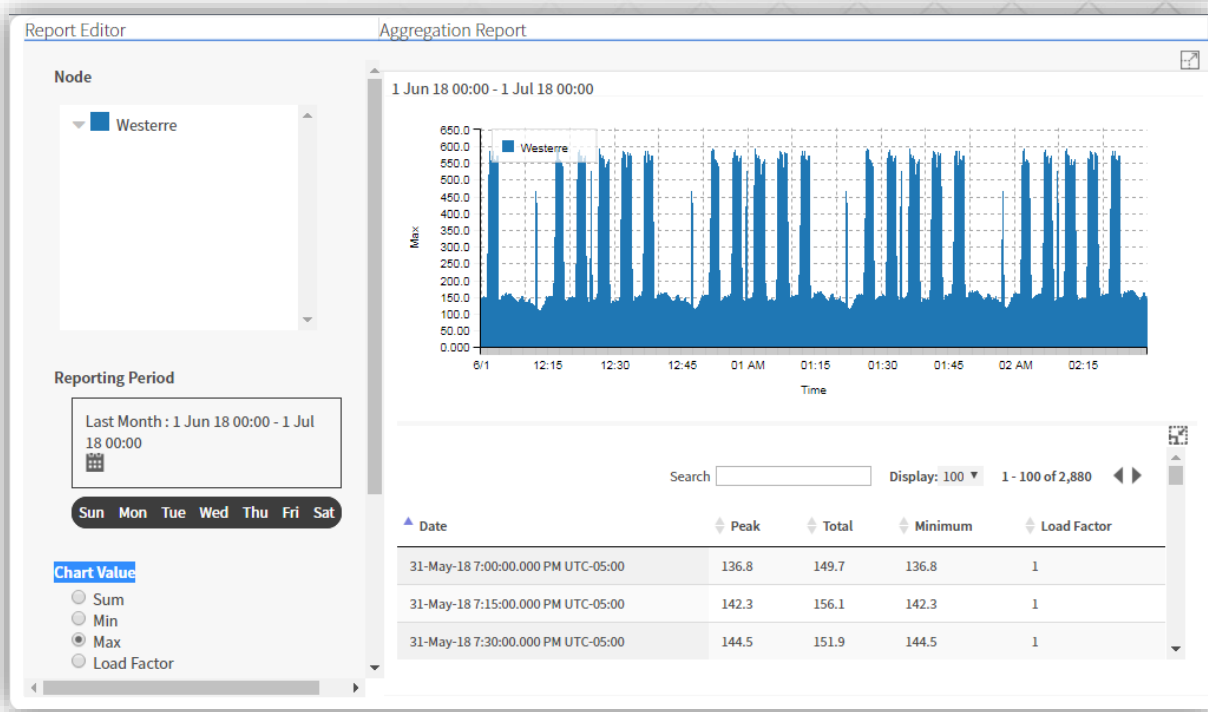 Report Editor
Aggregation Report
Node
Westerre
Reporting Period
Last Month : 1 Jun 18 00:00 - 1 Jul
18 00:00
Sun Mon Tue Wed Thu Fri Sat
Chart Value
Sum
Min
Max
Load Factor
1 Jun 18 00:00 - 1 Jul 18 00:00
Westerre
650.0
600.0
550.0
500.0
450.0
400.0
350.0
300.0
250.0
200.0
150.0
100.0
50.00
0.000
Max
6/1 12:15 12:30 12:45 01 AM 01:15 01:30 01:45 02 AM 02:15
Time
Search Display: 100 1 - 100 of 2,880
Date Peak Total Minimum Load Factor
31-May-18 7:00:00.000 PM UTC-05:00 136.8 149.7 136.8 1
31-May-18 7:15:00.000 PM UTC-05:00 142.3 156.1 142.3 1
31-May-18 7:30:00.000 PM UTC-05:00 144.5 151.9 144.5 1